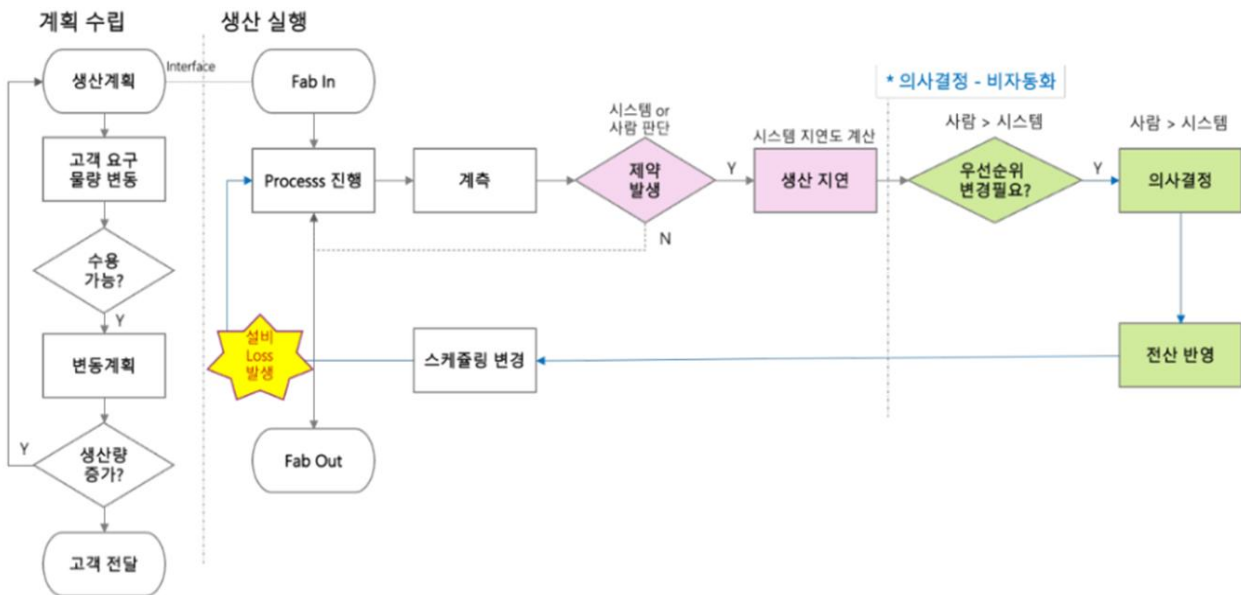 계획 수립
생산 실행
생산계획
Interface
Fab In
* 의사결정 - 비자동화
고객 요구
물량 변동
Processs 진행
계측
시스템 or
사람 판단
제약
발생
Y
N
시스템 지연도 계산
생산 지연
사람 > 시스템
우선순위
변경필요?
Y
사람 > 시스템
의사결정
수용
가능?
Y
변동계획
설비
Loss
발생
스케쥴링 변경
전산 반영
Y
생산량
증가?
Fab Out
고객 전달